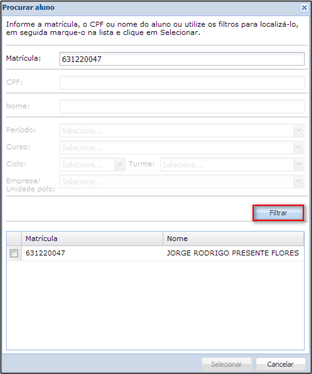 Procurar aluno
Informe a matrícula, o CPF ou nome do aluno ou utilize os filtros para localizá-lo,
em seguida marque-o na lista e clique em Selecionar.
Matrícula: 631220047
CPF:
Nome:
Período: Selecione...
Curso: Selecione...
Ciclo: Selecione... Turma: Selecione...
Empresa/
Unidade polo: Selecione...
Filtrar
Matrícula Nome
631220047 JORGE RODRIGO PRESENTE FLORES
Selecionar Cancelar